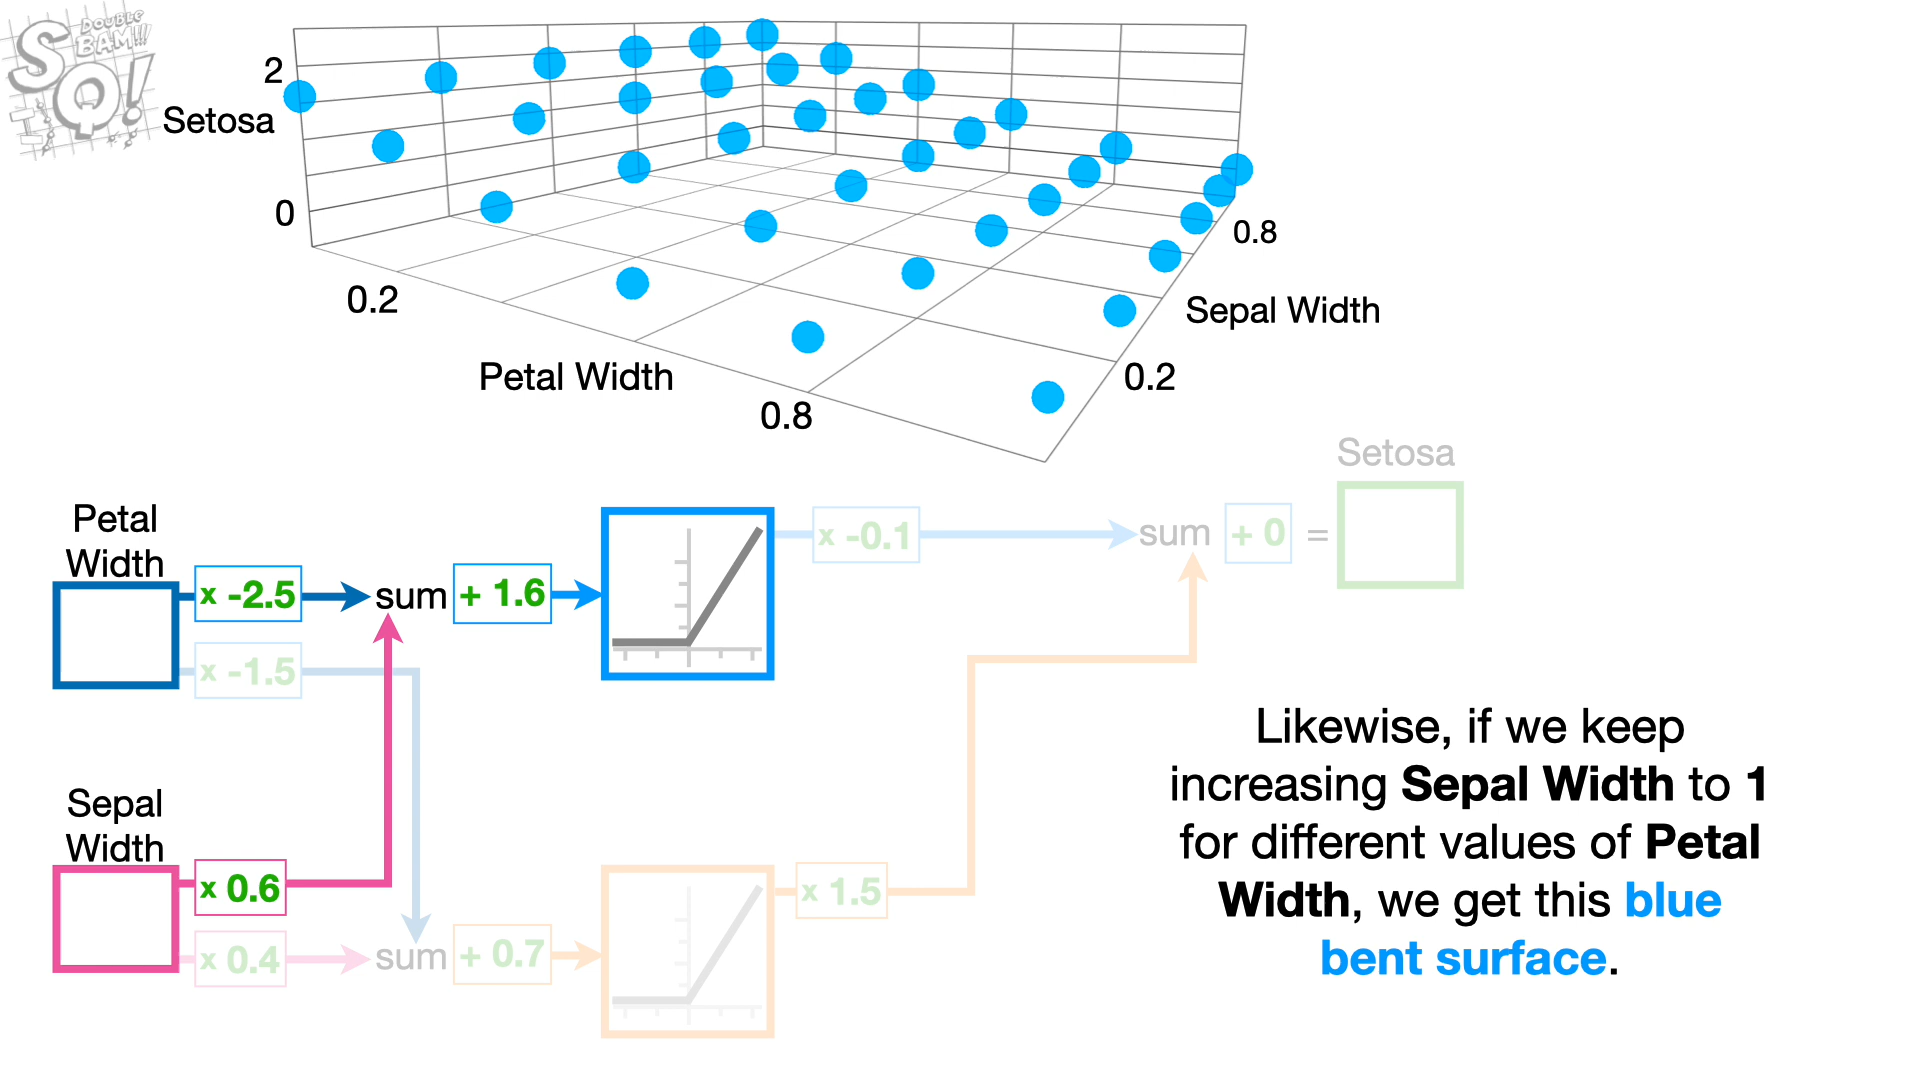 DOUBLE
BAM!!!
SQ!
2
Setosa
0
0.2
Petal Width
0.8
0.2
Sepal Width
0.8
Setosa
Petal
Width
x -2.5
sum
+ 1.6
x -0.1
sum
+ 0
=
x -1.5
Sepal
Width
x 0.6
x 0.4
sum
+ 0.7
x 1.5
Likewise, if we keep
increasing Sepal Width to 1
for different values of Petal
Width, we get this blue
bent surface.